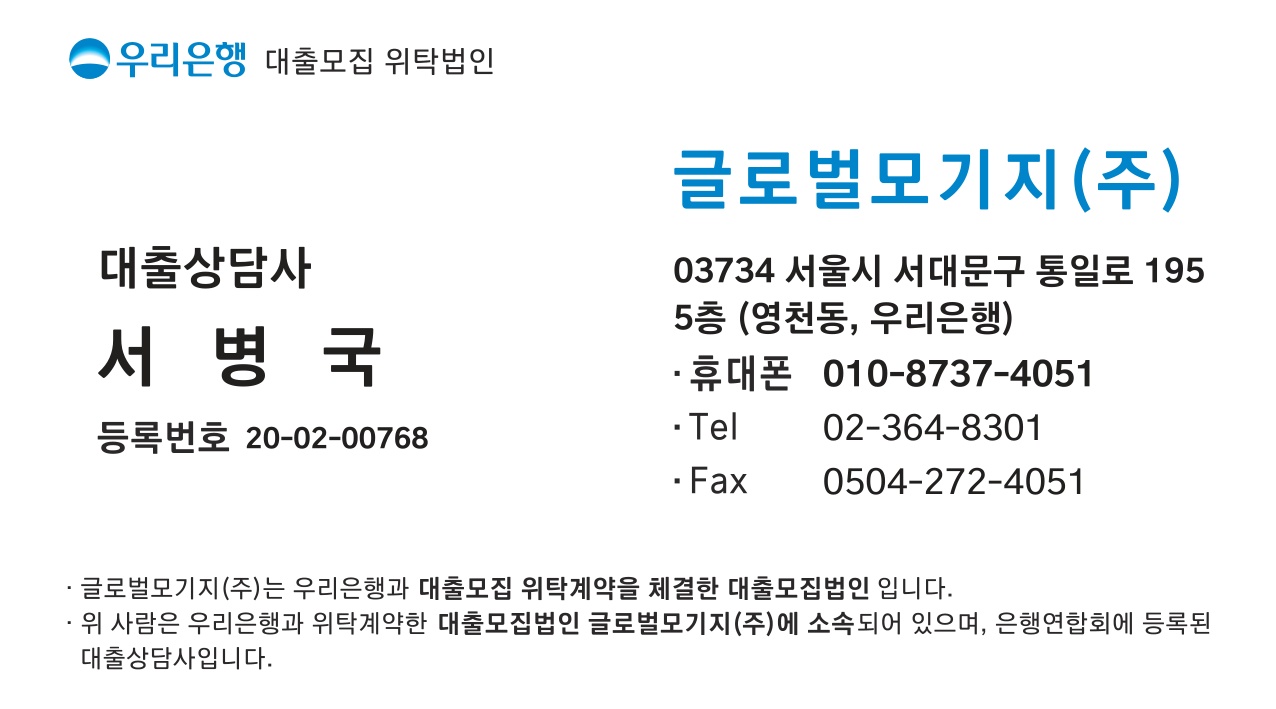 우리은행 대출모집 위탁법인
대출상담사
서 병 국
등록번호 20-02-00768
글로벌모기지(주)
03734 서울시 서대문구 통일로 195
5층 (영천동, 우리은행)
· 휴대폰 010-8737-4051
· Tel 02-364-8301
· Fax 0504-272-4051
· 글로벌모기지(주)는 우리은행과 대출모집 위탁계약을 체결한 대출모집법인 입니다.
· 위 사람은 우리은행과 위탁계약한 대출모집법인 글로벌모기지(주)에 소속되어 있으며, 은행연합회에 등록된
대출상담사입니다.